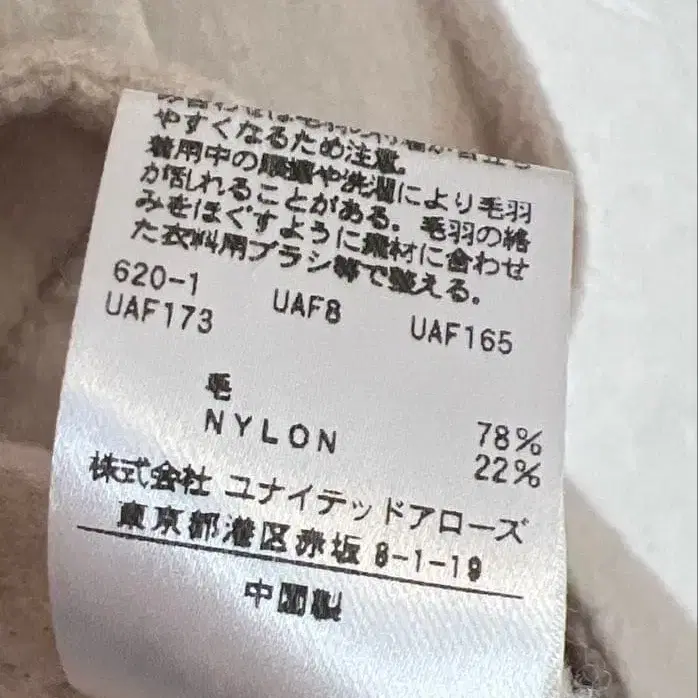 やすくなるため注意。
着用中の摩擦や洗濯により毛羽
が乱れることがある。毛羽の絡
みをほぐすように素材に合わせ
た衣料用ブラシ等で整える。
620-1 UAF8 UAF165
UAF173
毛 78%
NYLON 22%
株式会社 ユナイテッドアローズ
東京都港区赤坂 8-1-19
中国製